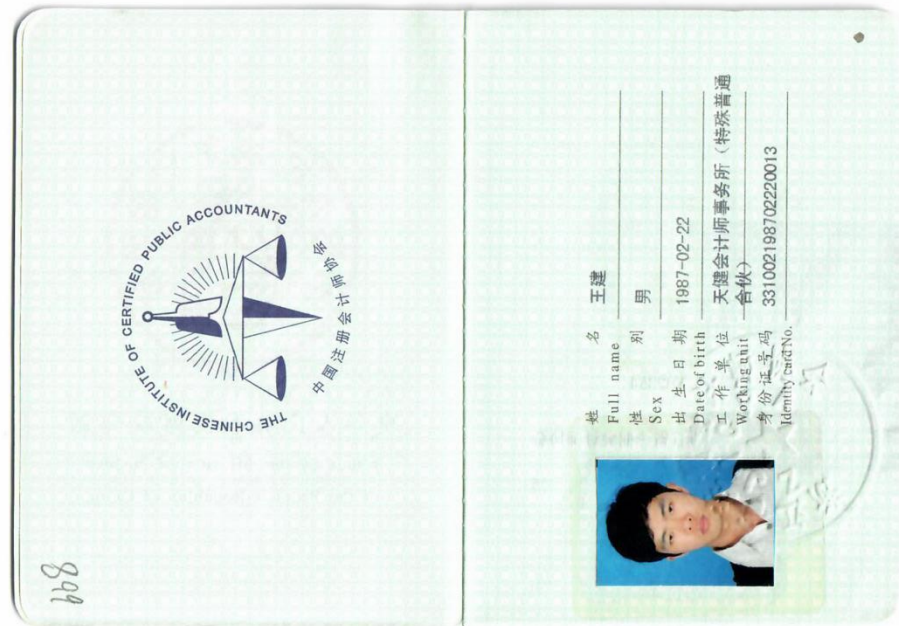 THE CHINESE INSTITUTE OF CERTIFIED PUBLIC ACCOUNTANTS
中国注册会计师协会
姓名 王建
Full name
性别 男
Sex
出生日期 1987-02-22
Date of birth
工作单位 天健会计师事务所（特殊普通
Working unit 合伙）
身份证号码 331002198702220013
Identity card No.